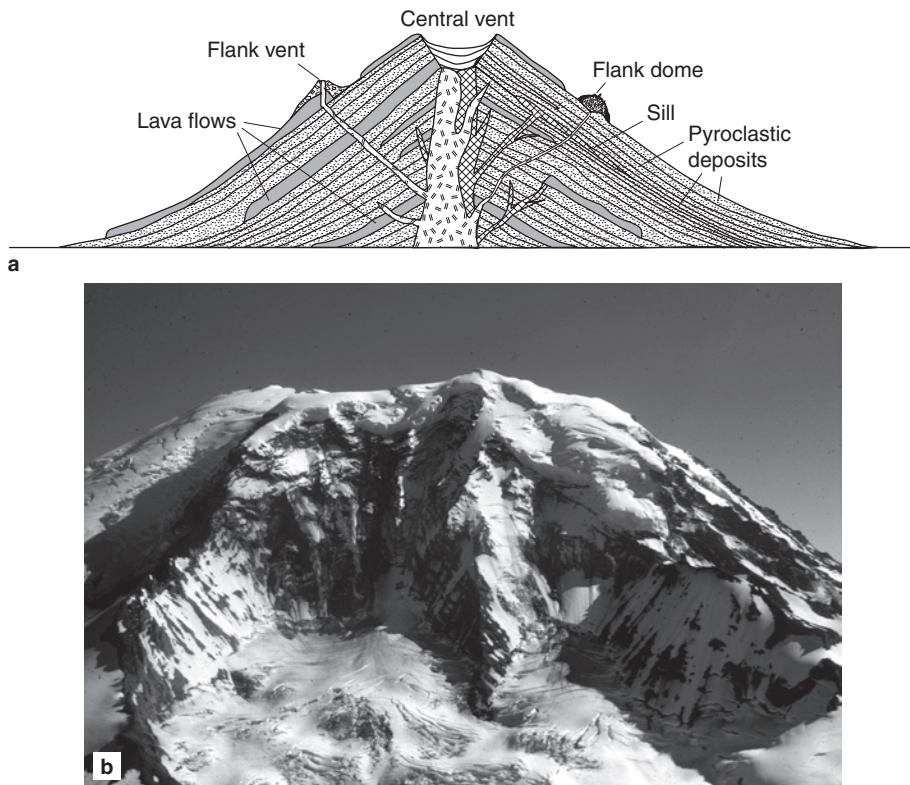 Central vent
Flank vent
Flank dome
Lava flows
Sill
Pyroclastic
deposits
a
b